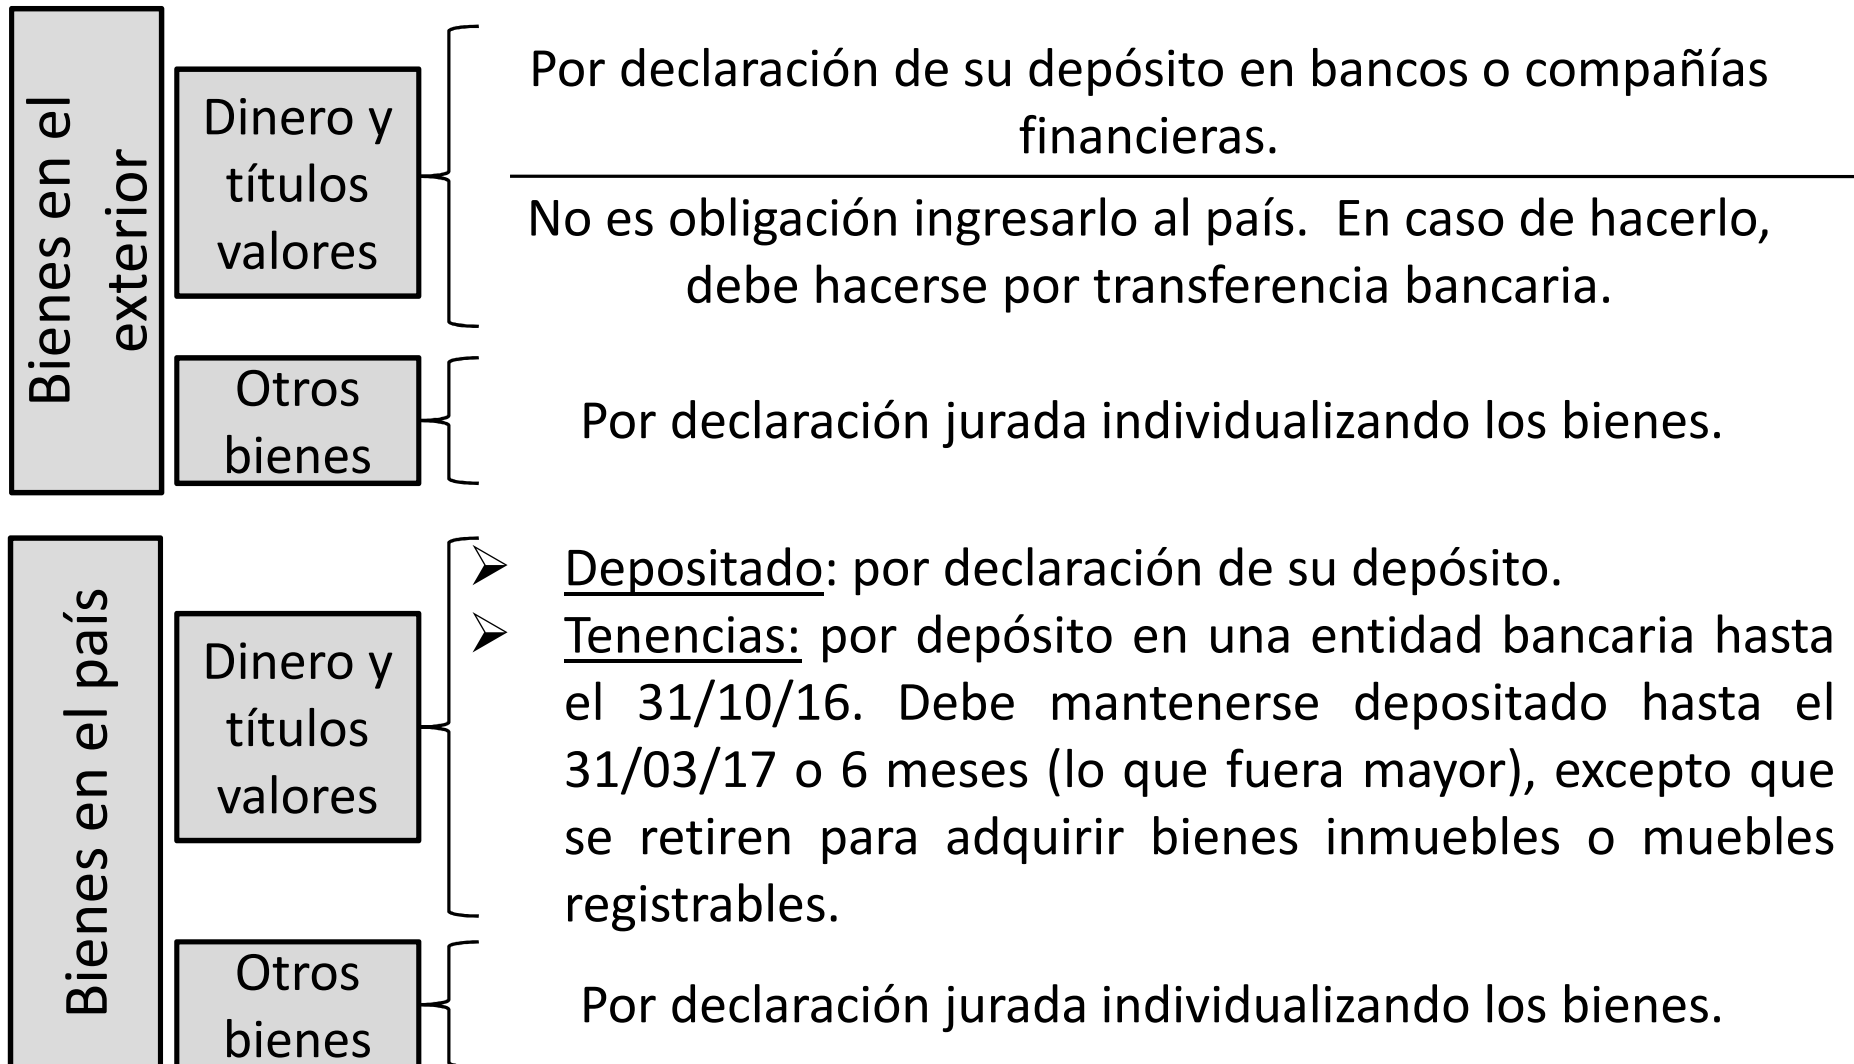 Bienes en el
exterior
Dinero y
títulos
valores
Por declaración de su depósito en bancos o compañías
financieras.
No es obligación ingresarlo al país.  En caso de hacerlo,
debe hacerse por transferencia bancaria.
Otros
bienes
Por declaración jurada individualizando los bienes.
Bienes en el país
Dinero y
títulos
valores
➢ Depositado: por declaración de su depósito.
➢ Tenencias: por depósito en una entidad bancaria hasta
el 31/10/16. Debe mantenerse depositado hasta el
31/03/17 o 6 meses (lo que fuera mayor), excepto que
se retiren para adquirir bienes inmuebles o muebles
registrables.
Otros
bienes
Por declaración jurada individualizando los bienes.